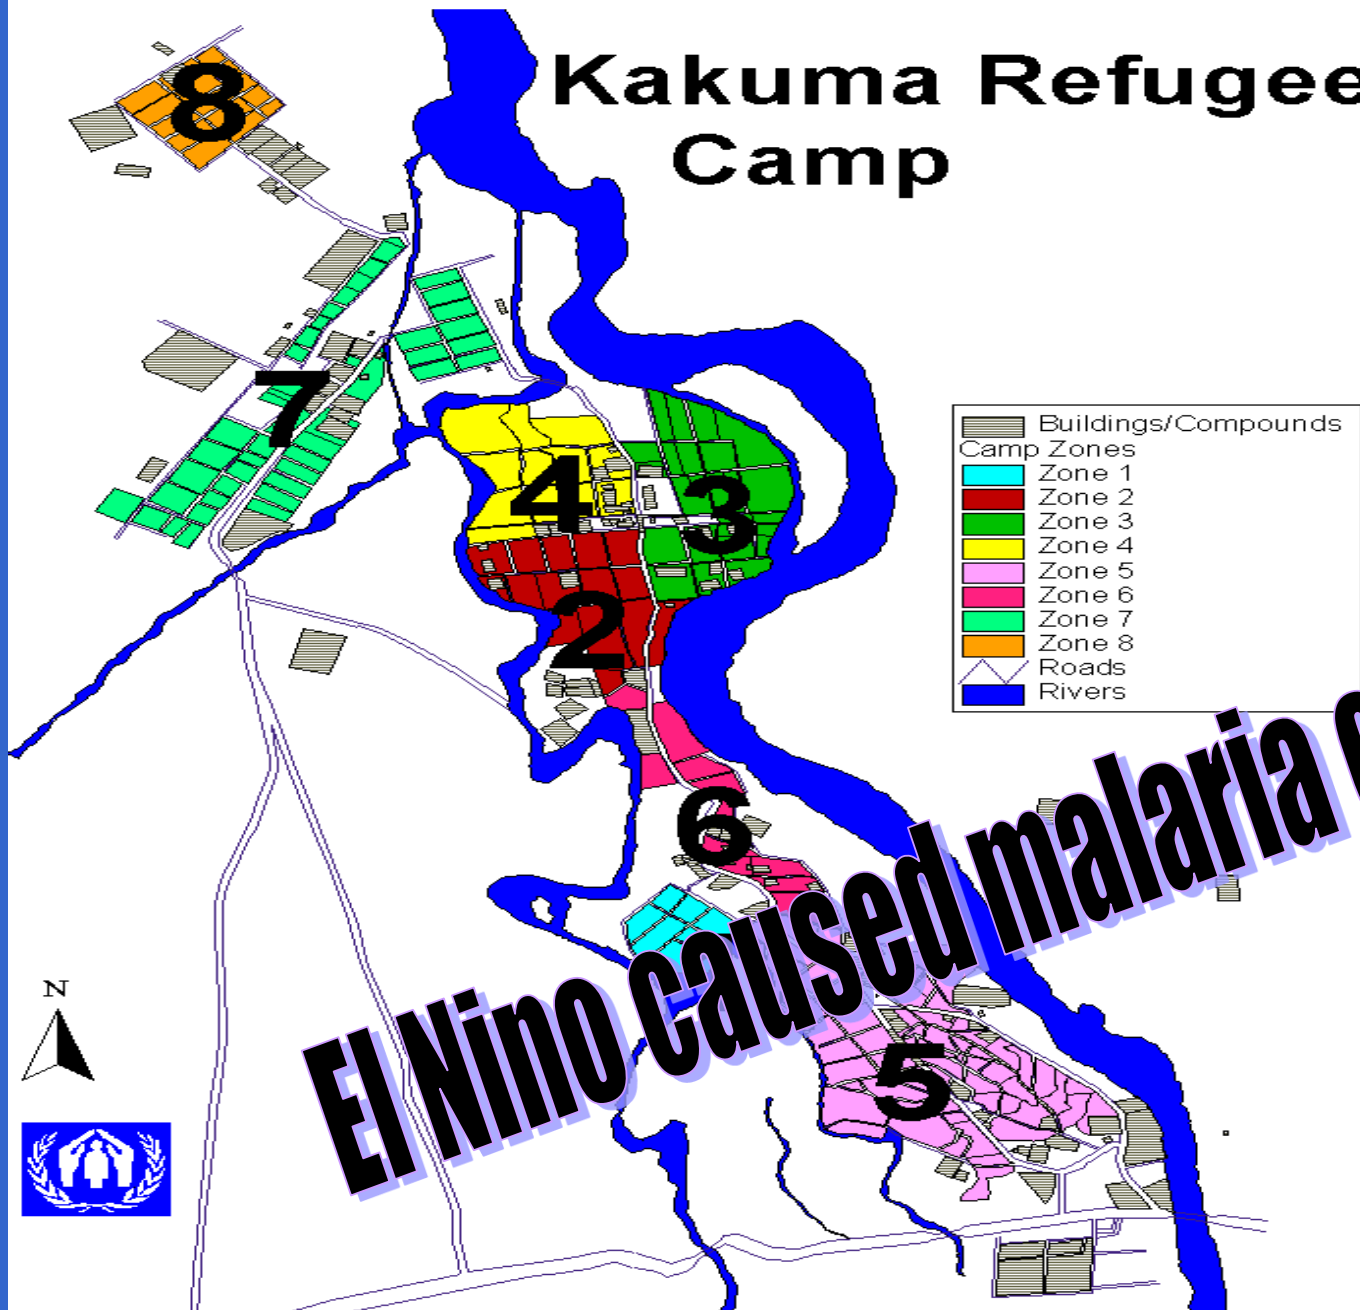 Kakuma Refugee
Camp
8
7
4
3
2
6
5
Buildings/Compounds
Camp Zones
Zone 1
Zone 2
Zone 3
Zone 4
Zone 5
Zone 6
Zone 7
Zone 8
Roads
Rivers
El Nino caused malaria
N